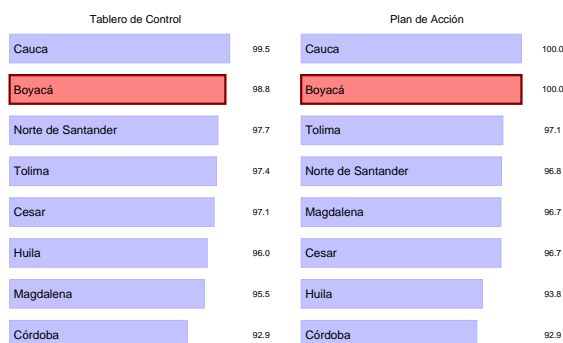 Tablero de Control
Cauca 99.5
Boyacá 98.8
Norte de Santander 97.7
Tolima 97.4
Cesar 97.1
Huila 96.0
Magdalena 95.5
Córdoba 92.9
Plan de Acción
Cauca 100.0
Boyacá 100.0
Tolima 97.1
Norte de Santander 96.8
Magdalena 96.7
Cesar 96.7
Huila 93.8
Córdoba 92.9